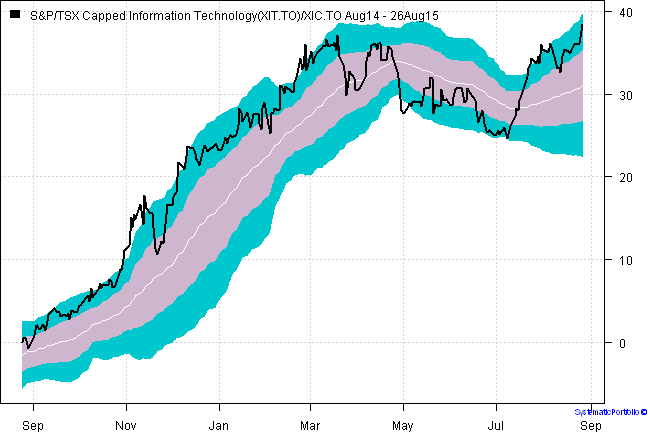 S&P/TSX Capped Information Technology(XIT.TO)/XIC.TO Aug14 - 26Aug15
40
30
20
10
0
SystematicPortfolio ©
Sep Nov Jan Mar May Jul Sep